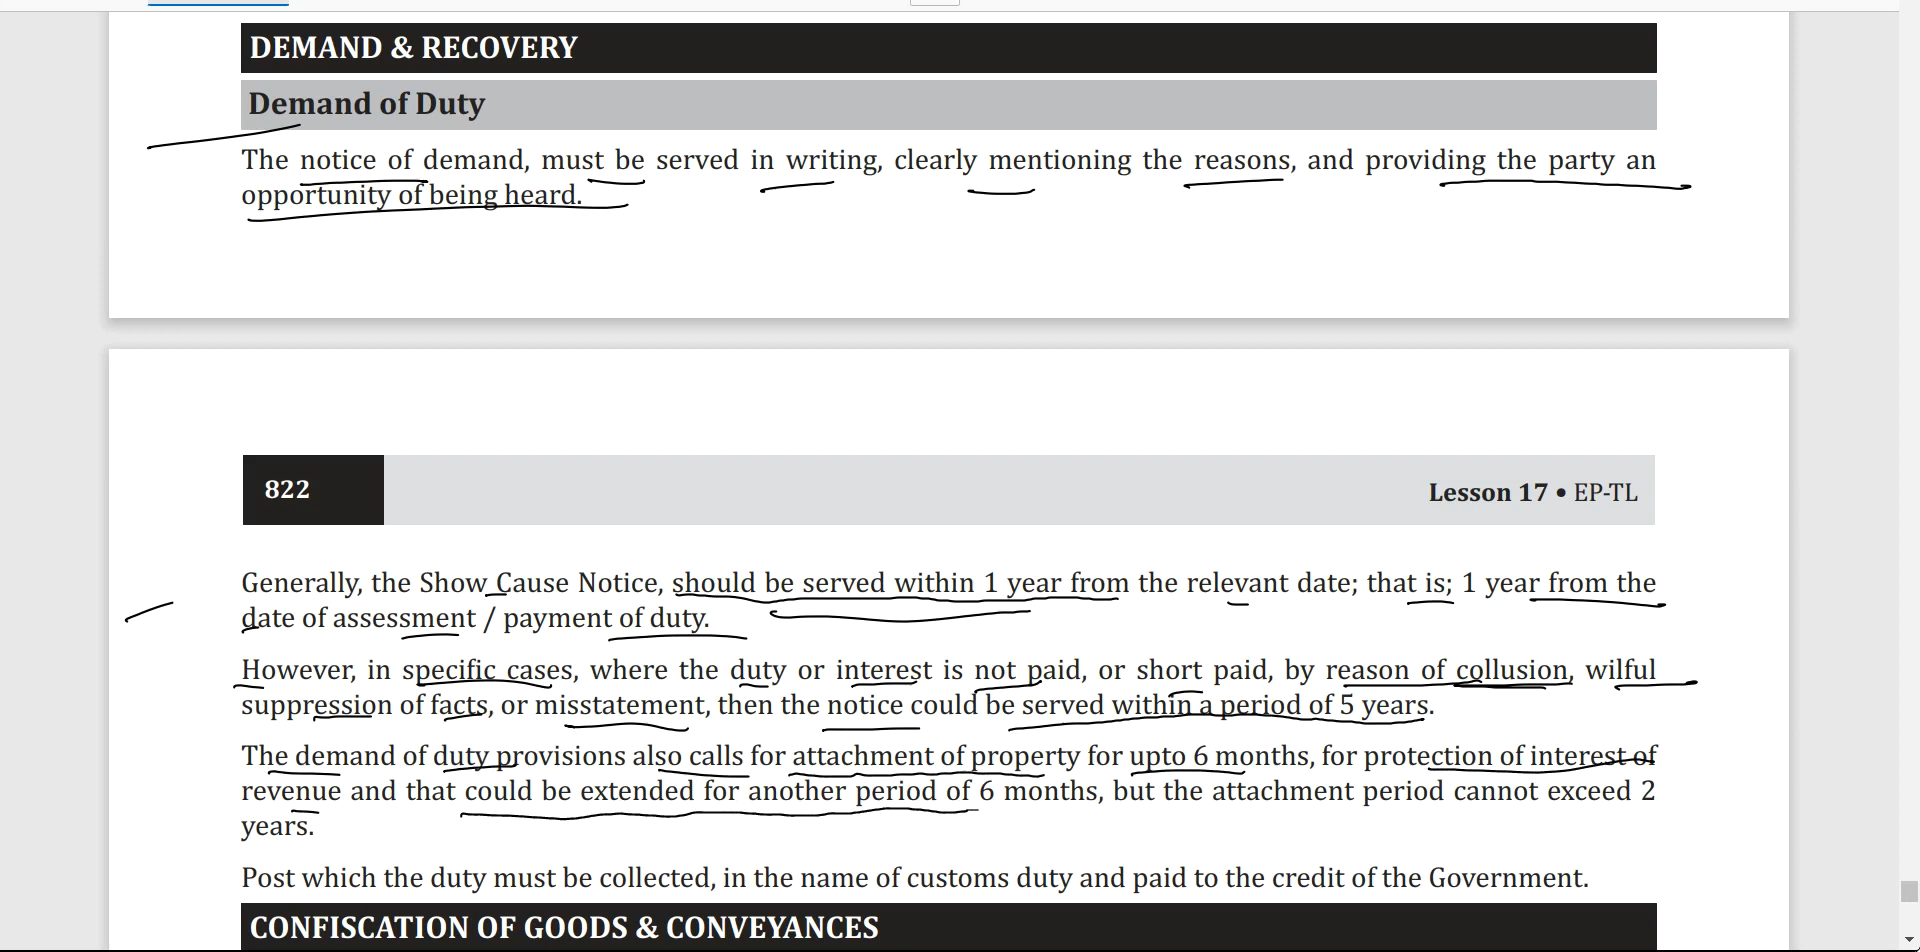 DEMAND & RECOVERY
Demand of Duty
The notice of demand, must be served in writing, clearly mentioning the reasons, and providing the party an
opportunity of being heard.
822
Lesson 17 • EP-TL
Generally, the Show Cause Notice, should be served within 1 year from the relevant date; that is; 1 year from the
date of assessment / payment of duty.
However, in specific cases, where the duty or interest is not paid, or short paid, by reason of collusion, wilful
suppression of facts, or misstatement, then the notice could be served within a period of 5 years.
The demand of duty provisions also calls for attachment of property for upto 6 months, for protection of interest of
revenue and that could be extended for another period of 6 months, but the attachment period cannot exceed 2
years.
Post which the duty must be collected, in the name of customs duty and paid to the credit of the Government.
CONFISCATION OF GOODS & CONVEYANCES